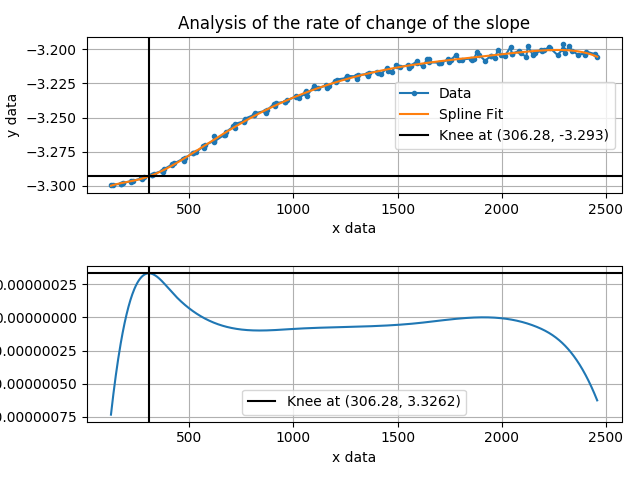 Analysis of the rate of change of the slope
−3.200
−3.225
−3.250
−3.275
−3.300
y data
Data
Spline Fit
Knee at (306.28, -3.293)
500
1000
1500
2000
2500
x data
0.00000025
0.00000000
0.00000025
0.00000050
0.00000075
Knee at (306.28, 3.3262)
500
1000
1500
2000
2500
x data